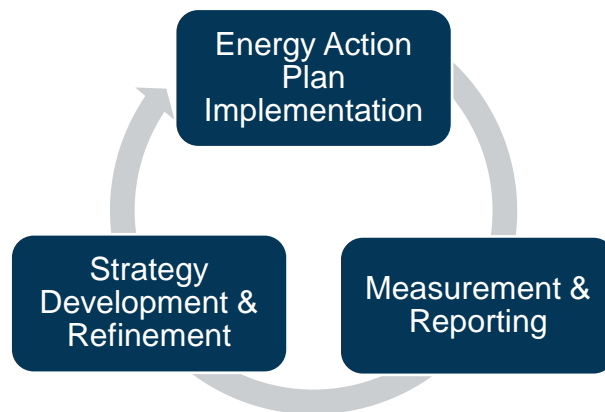 Energy Action
Plan
Implementation
Strategy
Development &
Refinement
Measurement &
Reporting